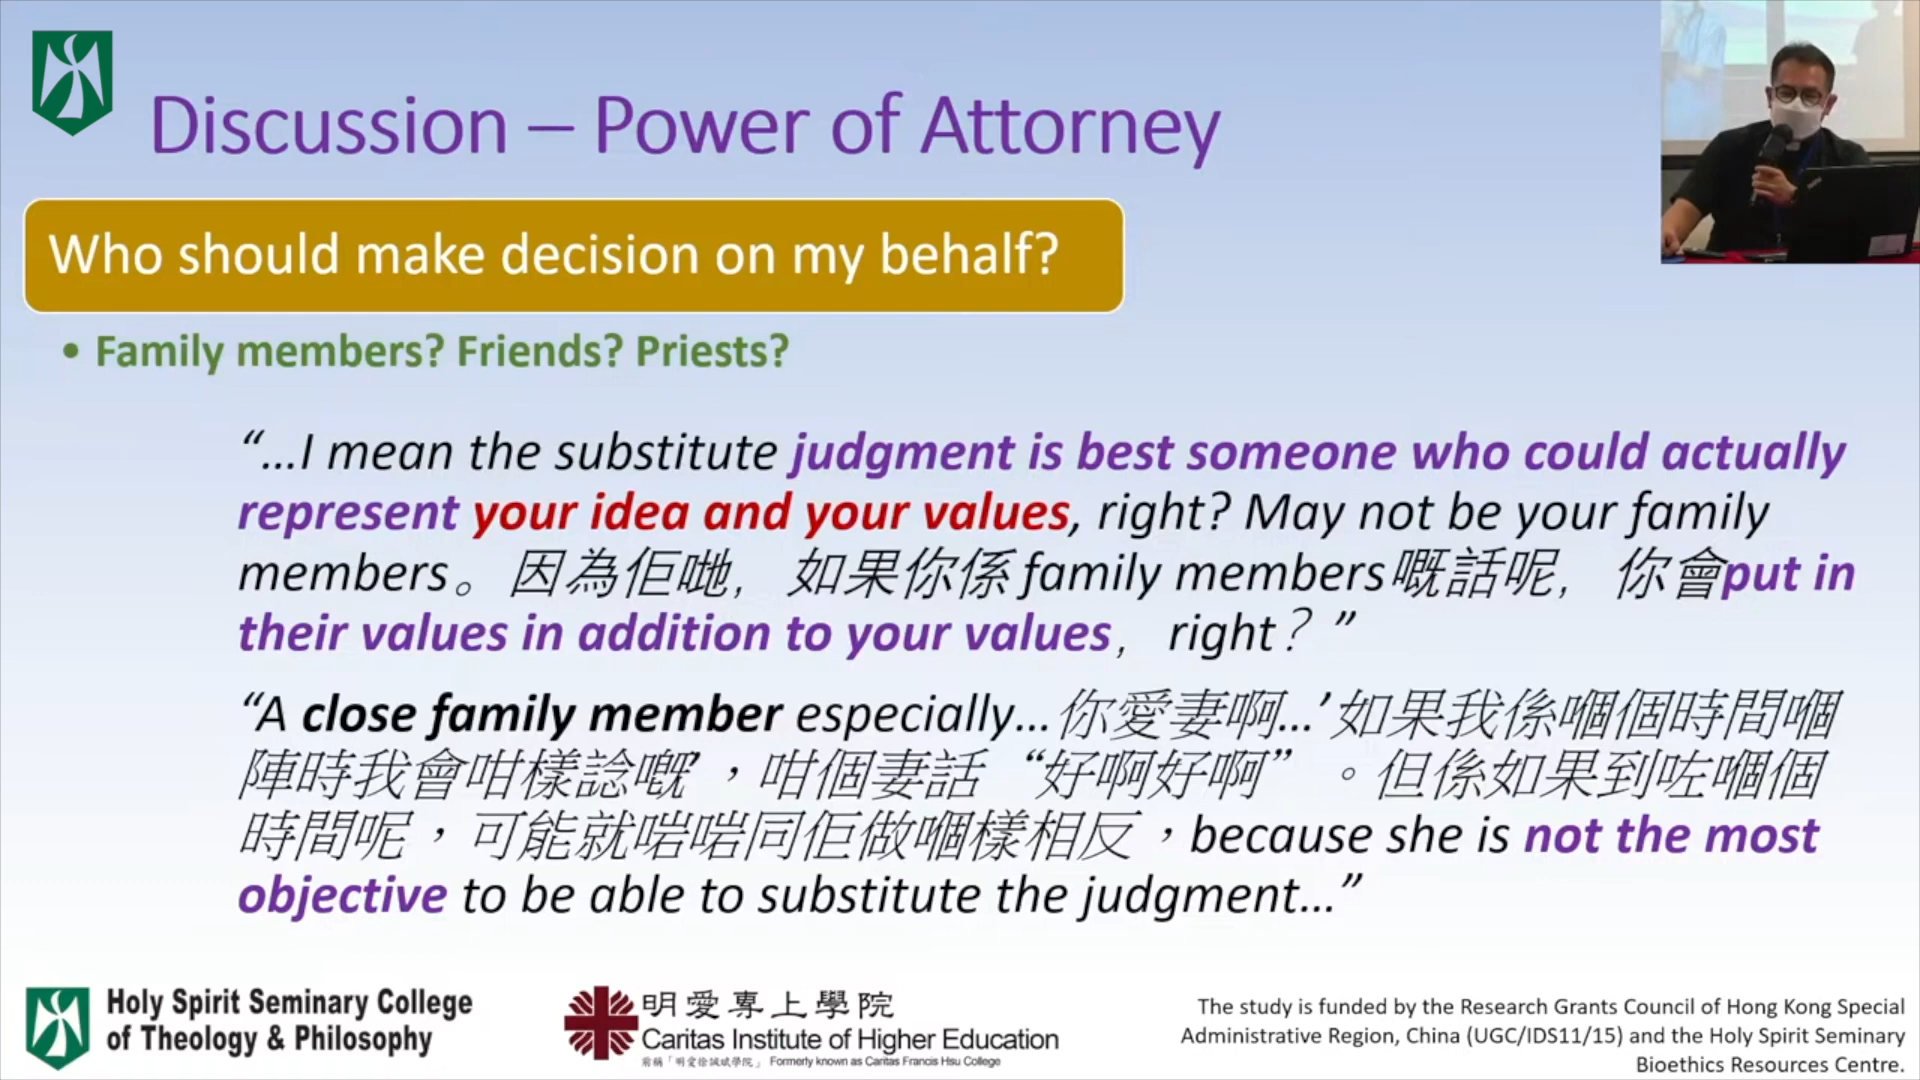 Discussion – Power of Attorney
Who should make decision on my behalf?
• Family members? Friends? Priests?
“...I mean the substitute judgment is best someone who could actually
represent your idea and your values, right? May not be your family
members。因為佢哋，如果你係family members嘅話呢，你會put in
their values in addition to your values，right？”
“A close family member especially...你愛妻啊...’如果我係嗰個時間嗰
陣時我會咁樣諗嘅’，咁個妻話“好啊好啊”。但係如果到咗嗰個
時間呢，可能就啱啱同佢做嗰樣相反，because she is not the most
objective to be able to substitute the judgment...”
Holy Spirit Seminary College
of Theology & Philosophy
明愛專上學院
Caritas Institute of Higher Education
前稱「明愛徐誠斌學院」 Formerly known as Caritas Francis Hsu College
The study is funded by the Research Grants Council of Hong Kong Special
Administrative Region, China (UGC/IDS11/15) and the Holy Spirit Seminary
Bioethics Resources Centre.